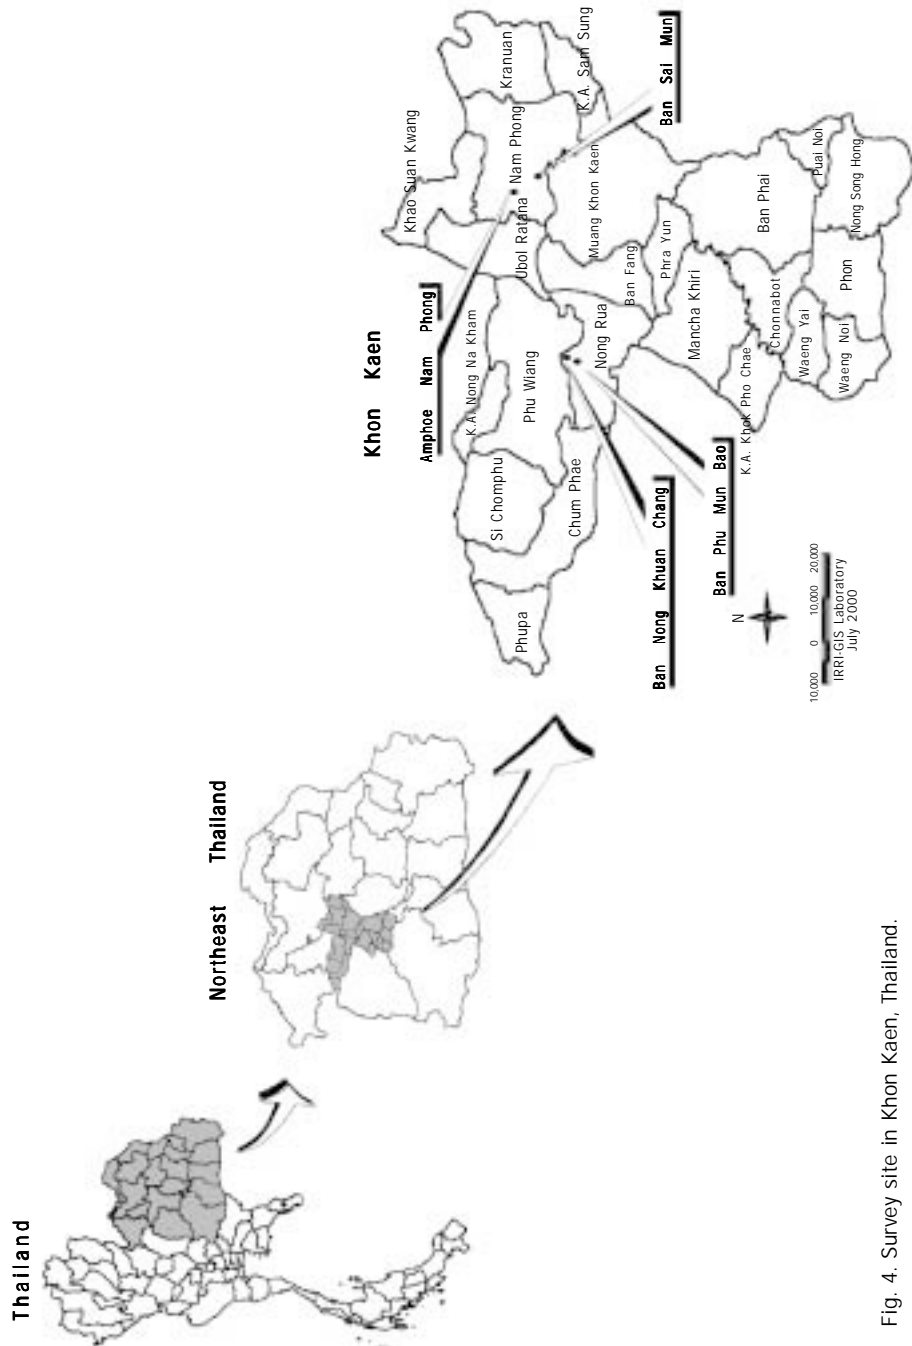 Thailand
Northeast Thailand
Khon Kaen
Amphoe Nam Phong
Khao Suan Kwang
Kranuan
K.A. Sam Sung
Nam Phong
Ubol Ratana
Ban Sai Mun
K.A. Nong Na Kham
Si Chomphu
Phu Wiang
Muang Khon Kaen
Phupa
Chum Phae
Nong Rua
Ban Fang
Phra Yun
Ban Nong Khuan Chang
Ban Phu Mun Bao
Mancha Khiri
Ban Phai
K.A. Khok Pho Chae
Chonnabot
Puai Noi
Waeng Yai
Waeng Noi
Phon
Nong Song Hong
N
10,000 0 10,000 20,000
IRRI-GIS Laboratory
July 2000
Fig. 4. Survey site in Khon Kaen, Thailand.